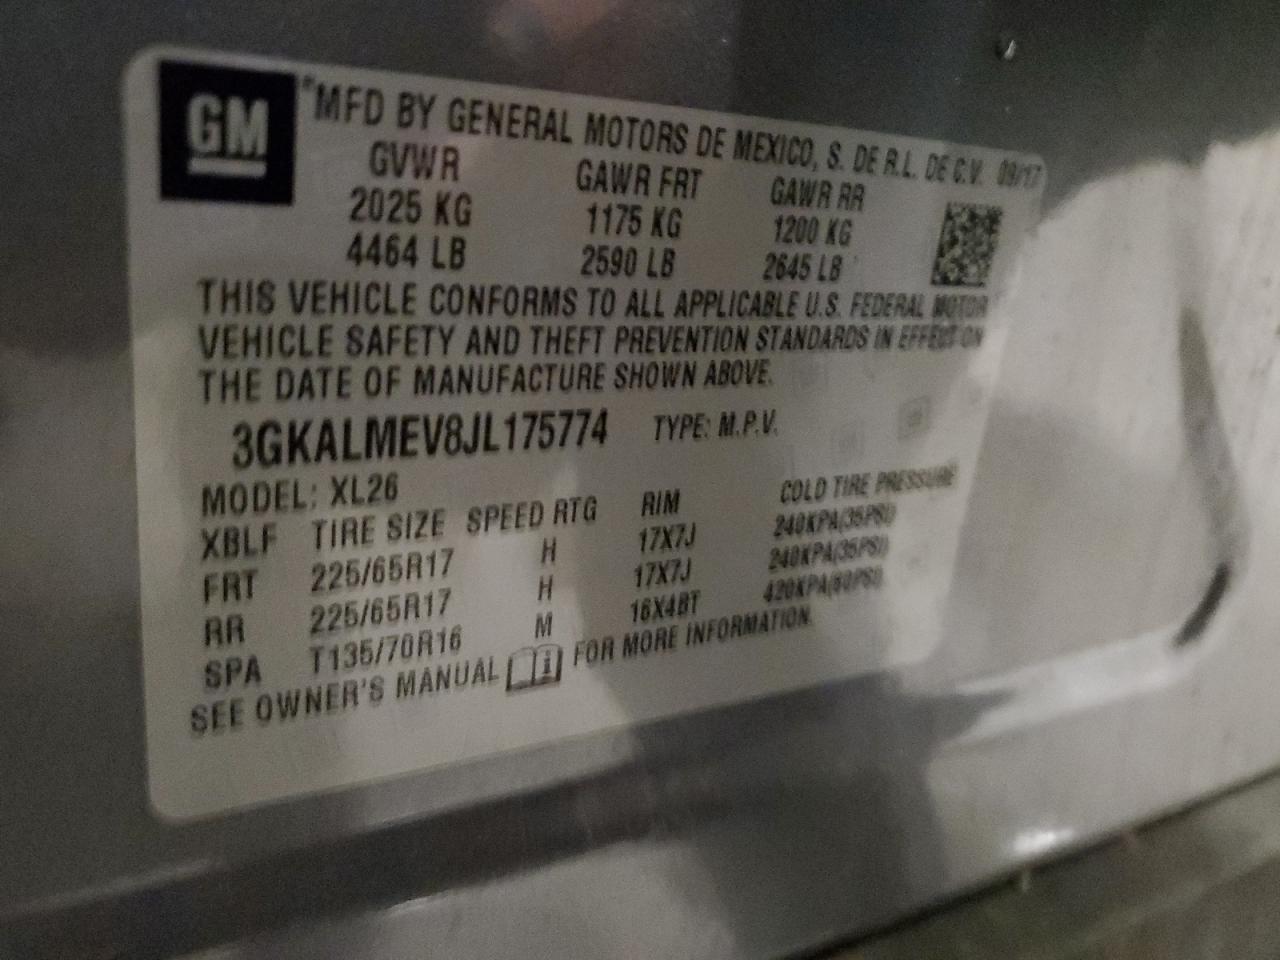 GM
MFD BY GENERAL MOTORS DE MEXICO, S. DE R.L. DE C.V. 09/17
GVWR GAWR FRT GAWR RR
2025 KG 1175 KG 1200 KG
4464 LB 2590 LB 2645 LB
THIS VEHICLE CONFORMS TO ALL APPLICABLE U.S. FEDERAL MOTOR
VEHICLE SAFETY AND THEFT PREVENTION STANDARDS IN EFFECT ON
THE DATE OF MANUFACTURE SHOWN ABOVE.
3GKALMEV8JL175774 TYPE: M.P.V.
MODEL: XL26
XBLF TIRE SIZE SPEED RTG RIM COLD TIRE PRESSURE
FRT 225/65R17 H 17X7J 240KPA(35PSI)
RR 225/65R17 H 17X7J 240KPA(35PSI)
SPA T135/70R16 M 16X4BT 420KPA(60PSI)
SEE OWNER'S MANUAL FOR MORE INFORMATION.